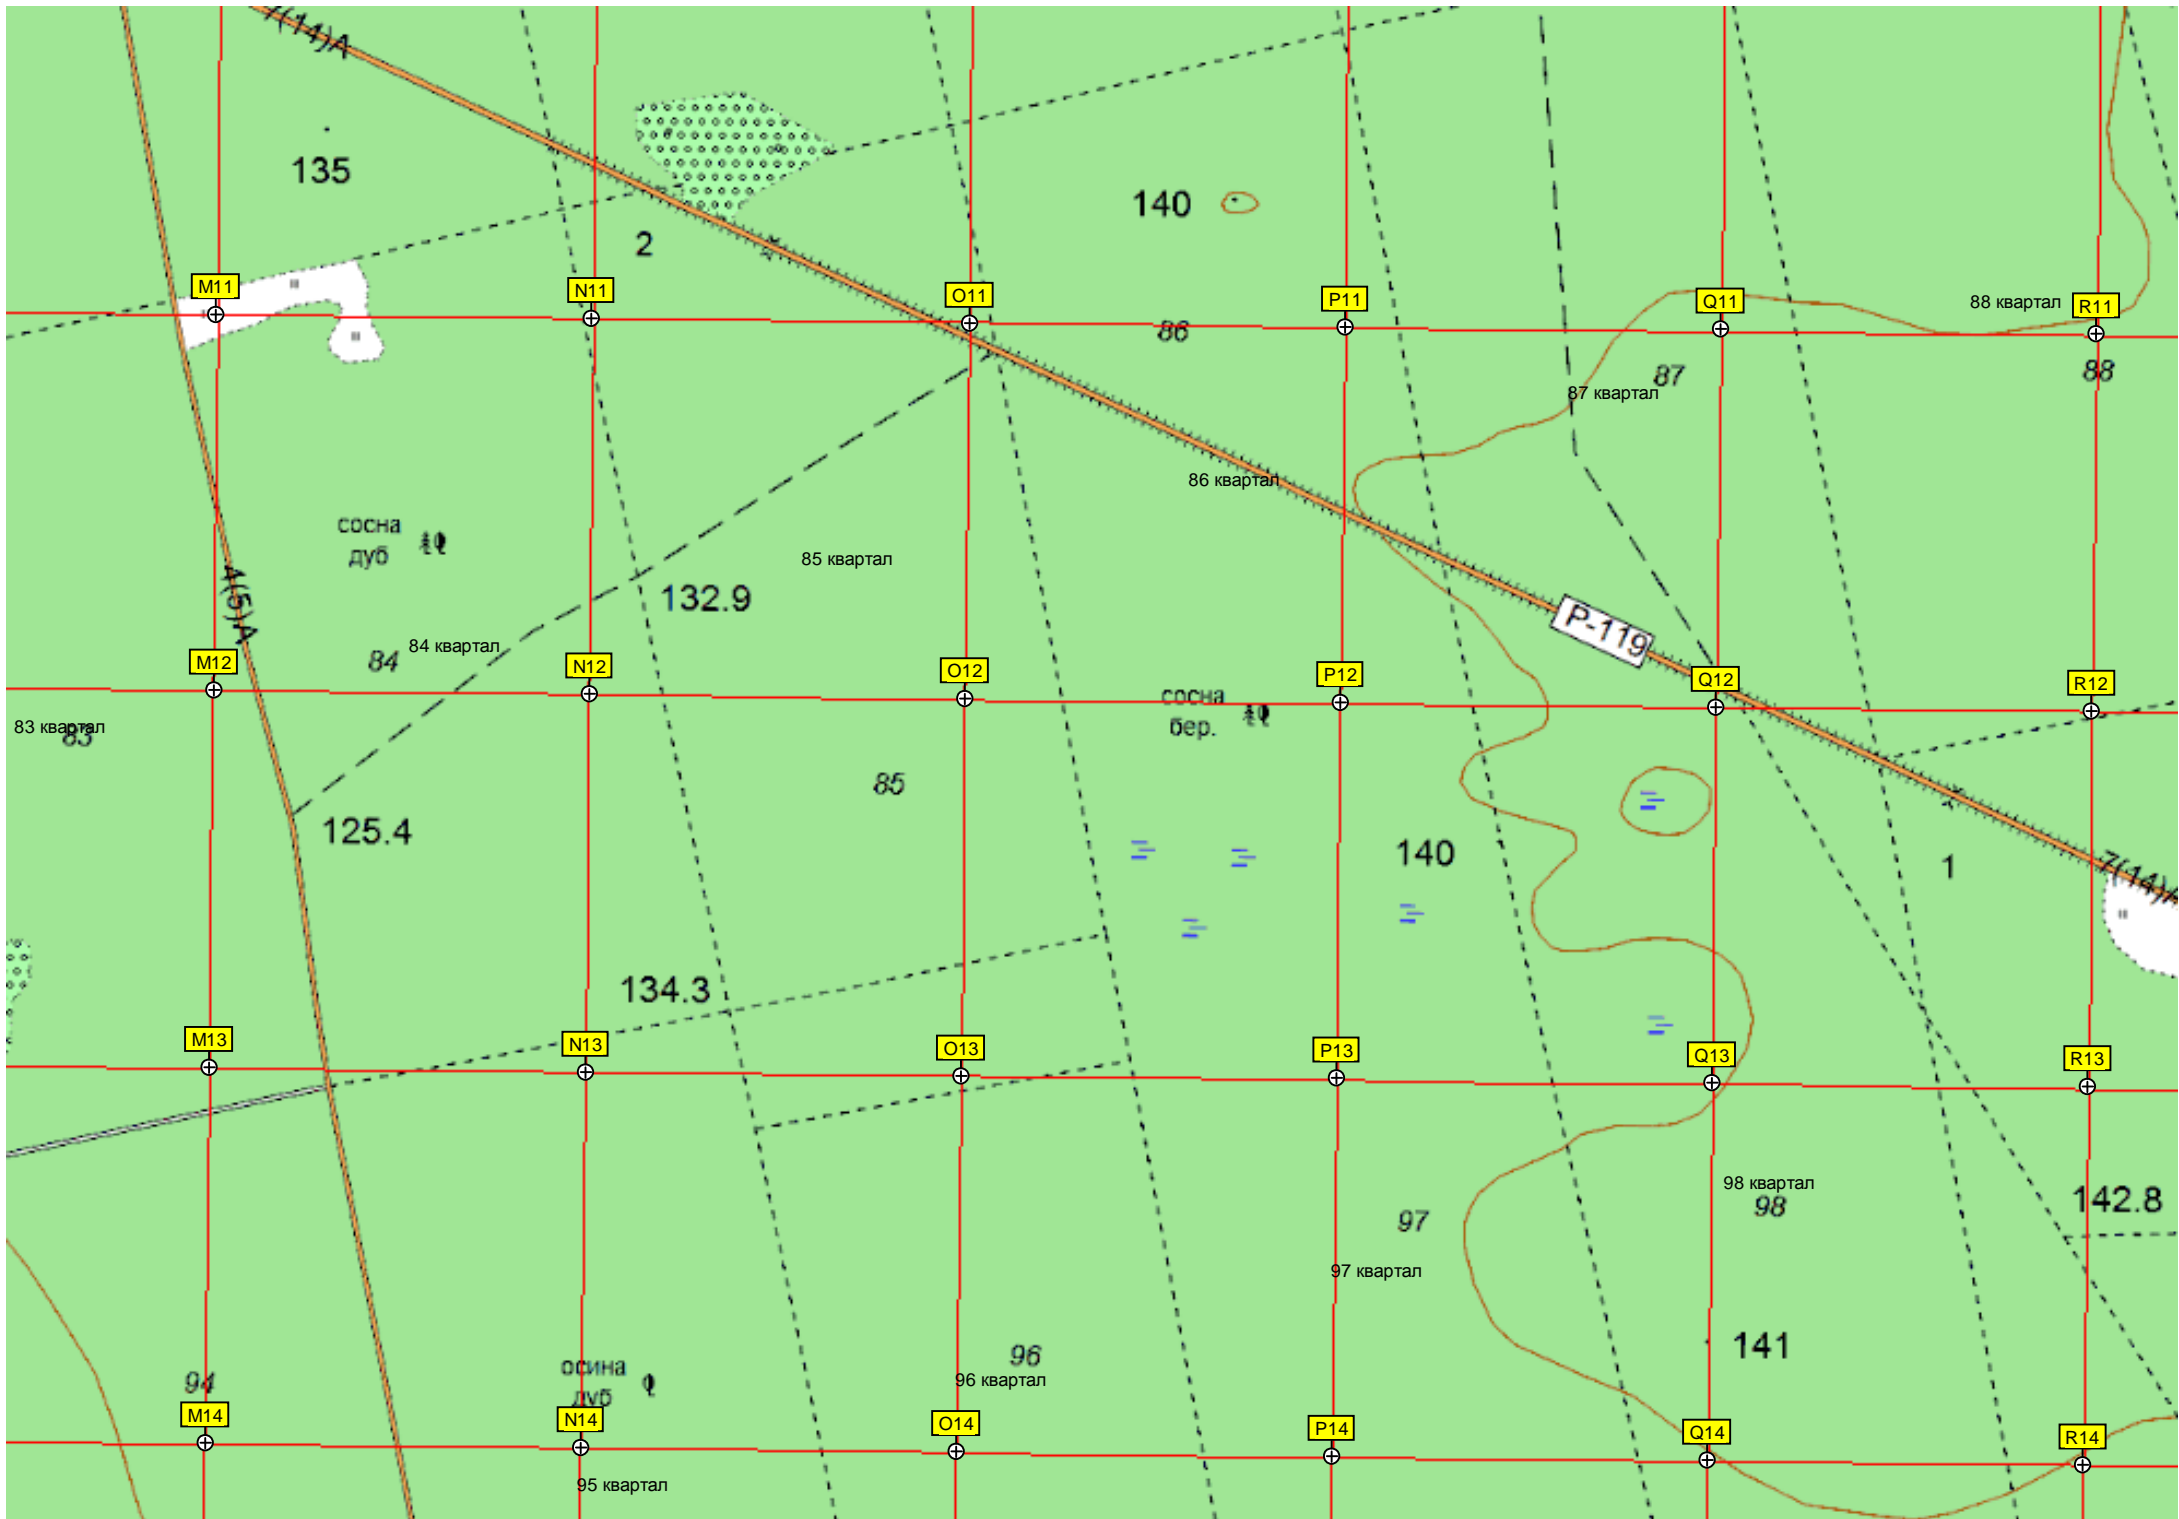 7(14)А
135
2
140
M11
N11
O11
P11
Q11
R11
88 квартал
86
87
88
87 квартал
86 квартал
сосна
дуб
85 квартал
132.9
4(5)А
84
84 квартал
P-119
M12
N12
O12
P12
Q12
R12
83 квартал
83
сосна
бер.
85
125.4
140
1
7(14)А
134.3
M13
N13
O13
P13
Q13
R13
98 квартал
98
142.8
97
97 квартал
141
осина
дуб
96
96 квартал
94
M14
N14
O14
P14
Q14
R14
95 квартал